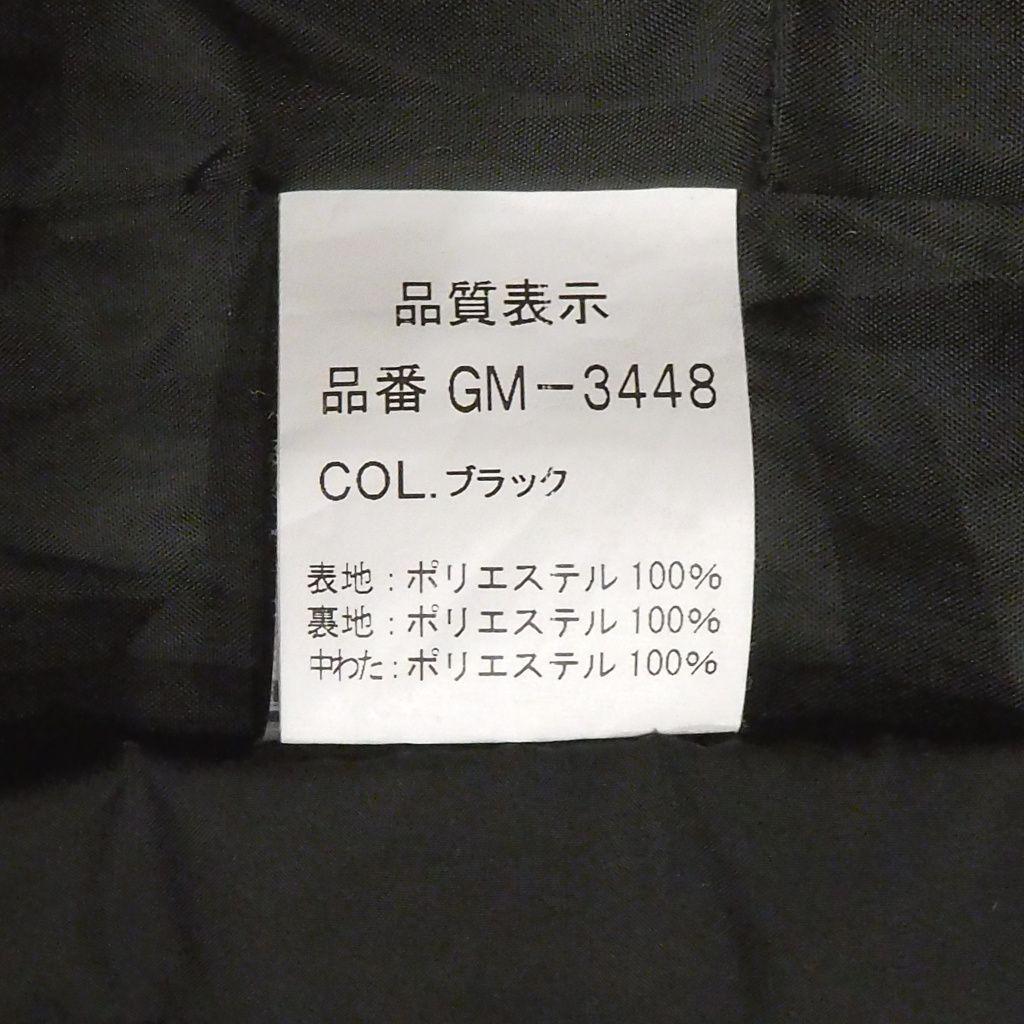 品質表示
品番 GM-3448
COL.ブラック
表地:ポリエステル 100%
裏地:ポリエステル 100%
中わた:ポリエステル 100%